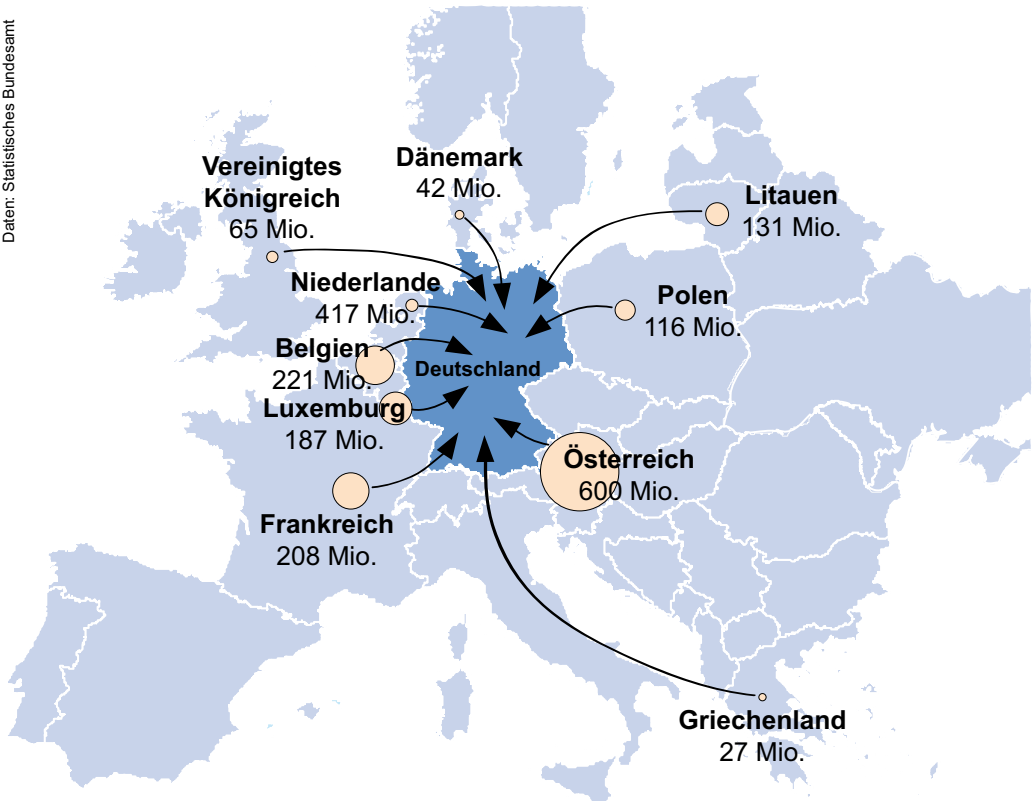 Daten: Statistisches Bundesamt
Vereinigtes
Königreich
65 Mio.
Dänemark
42 Mio.
Litauen
131 Mio.
Niederlande
417 Mio.
Polen
116 Mio.
Belgien
221 Mio.
Deutschland
Luxemburg
187 Mio.
Österreich
600 Mio.
Frankreich
208 Mio.
Griechenland
27 Mio.